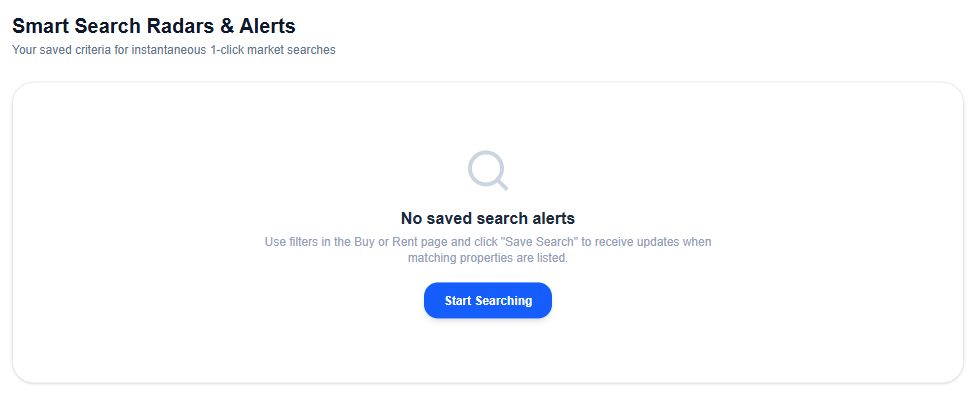 Smart Search Radars & Alerts
Your saved criteria for instantaneous 1-click market searches
No saved search alerts
Use filters in the Buy or Rent page and click "Save Search" to receive updates when
matching properties are listed.
Start Searching